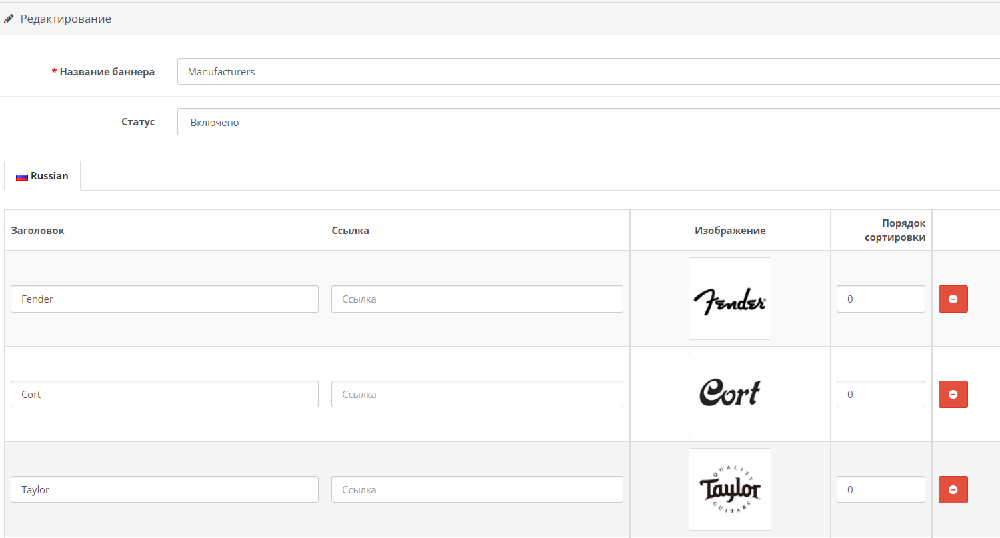 Редактирование
* Название баннера
Manufacturers
Статус
Включено
Russian
Заголовок
Ссылка
Изображение
Порядок
сортировки
Fender
Ссылка
Fender
0
Cort
Ссылка
Cort
0
Taylor
Ссылка
QUALITY
Taylor
GUITARS
0